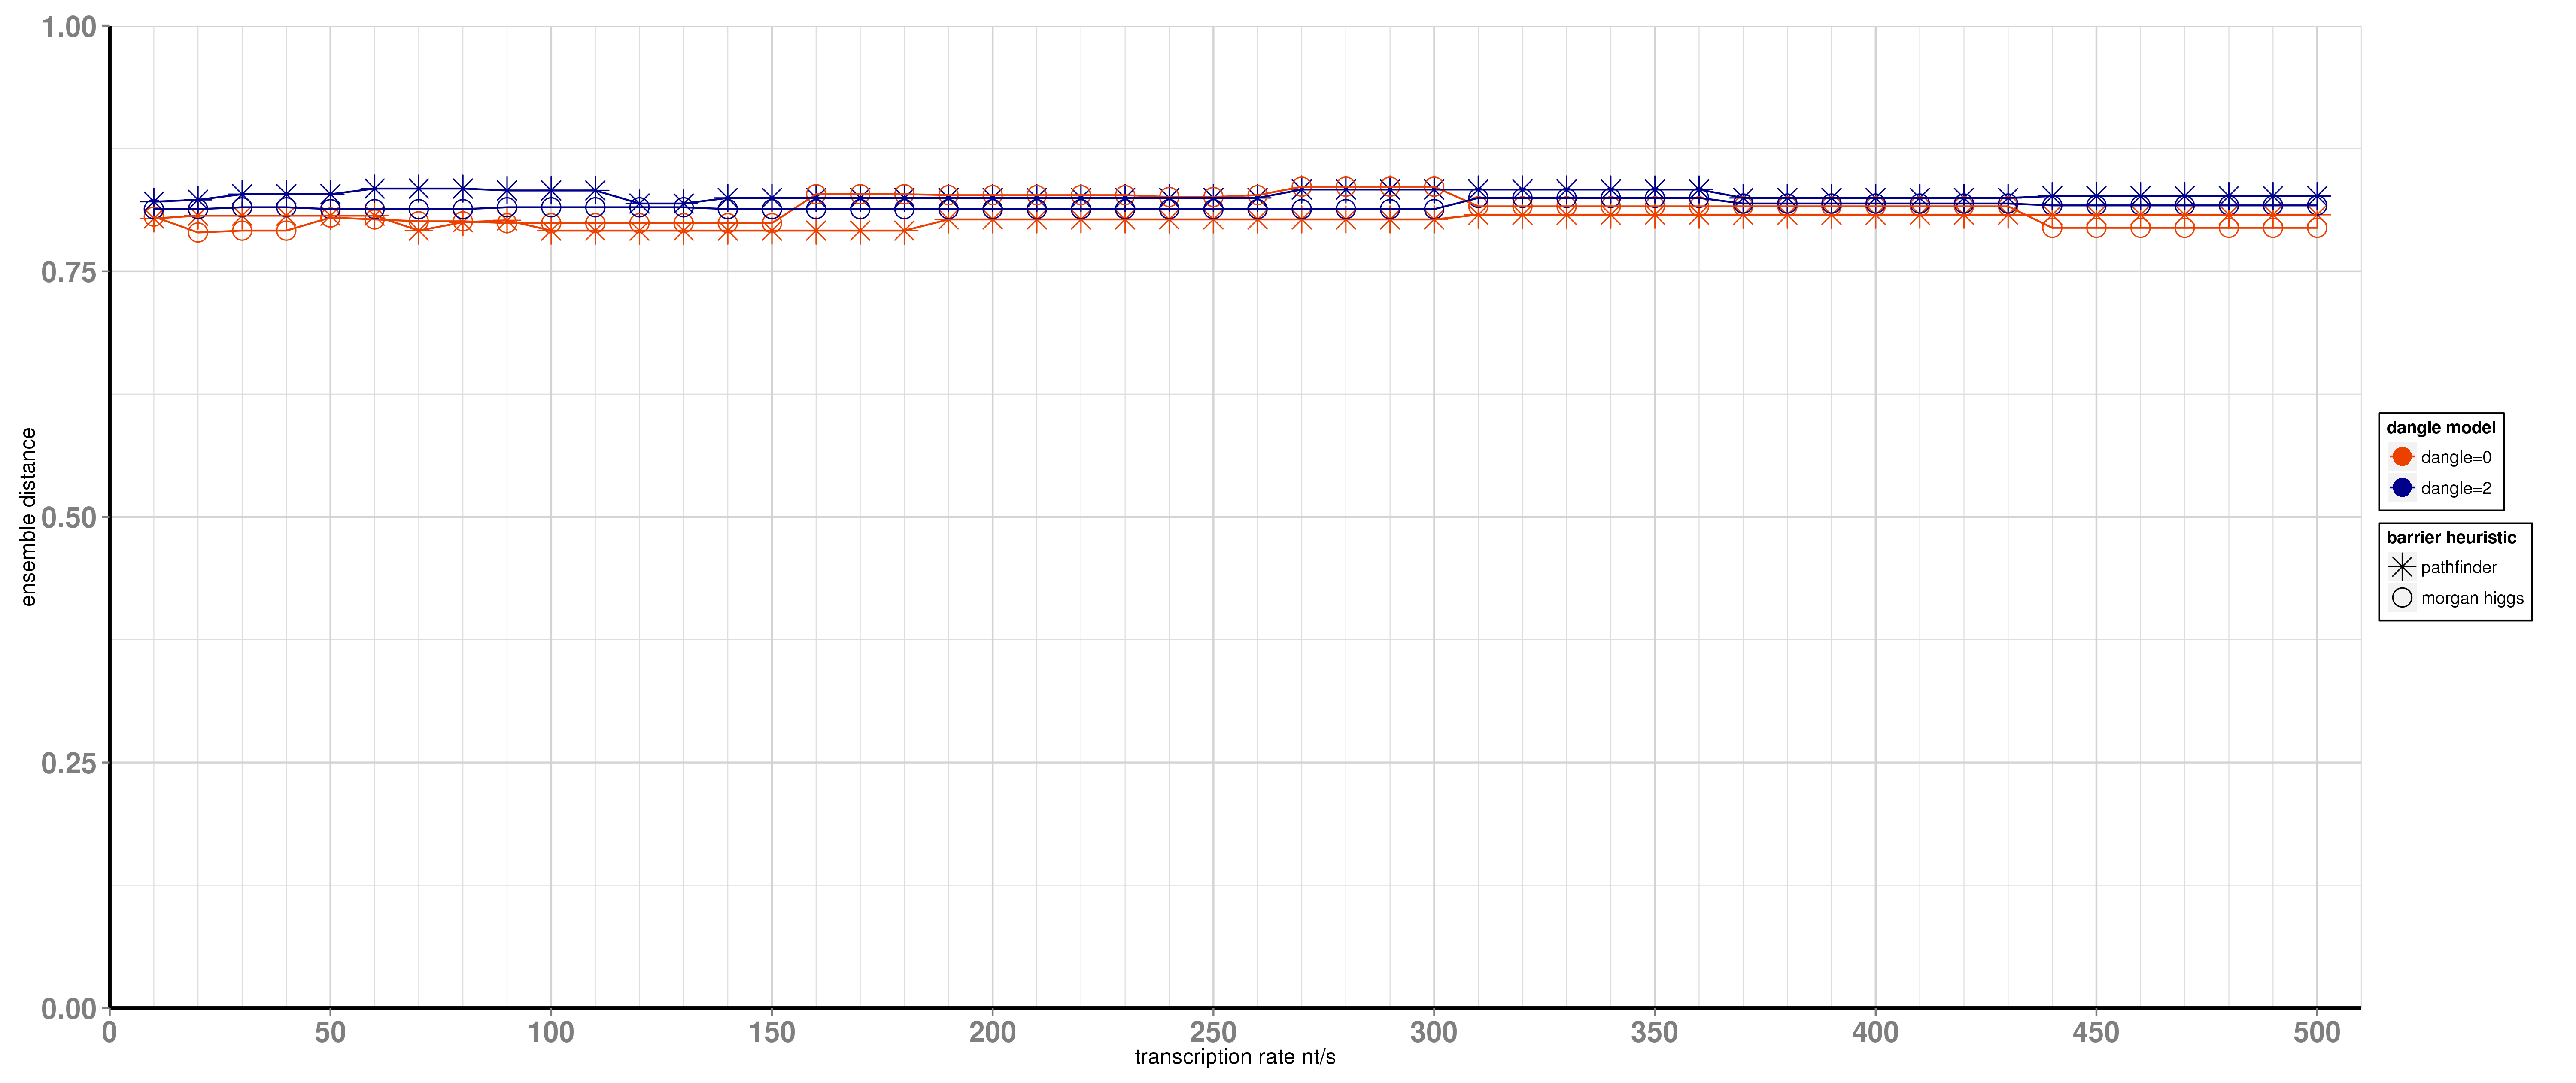 1.00
0.75
0.50
0.25
0.00
ensemble distance
0 50 100 150 200 250 300 350 400 450 500
transcription rate nt/s
dangle model
dangle=0
dangle=2
barrier heuristic
pathfinder
morgan higgs